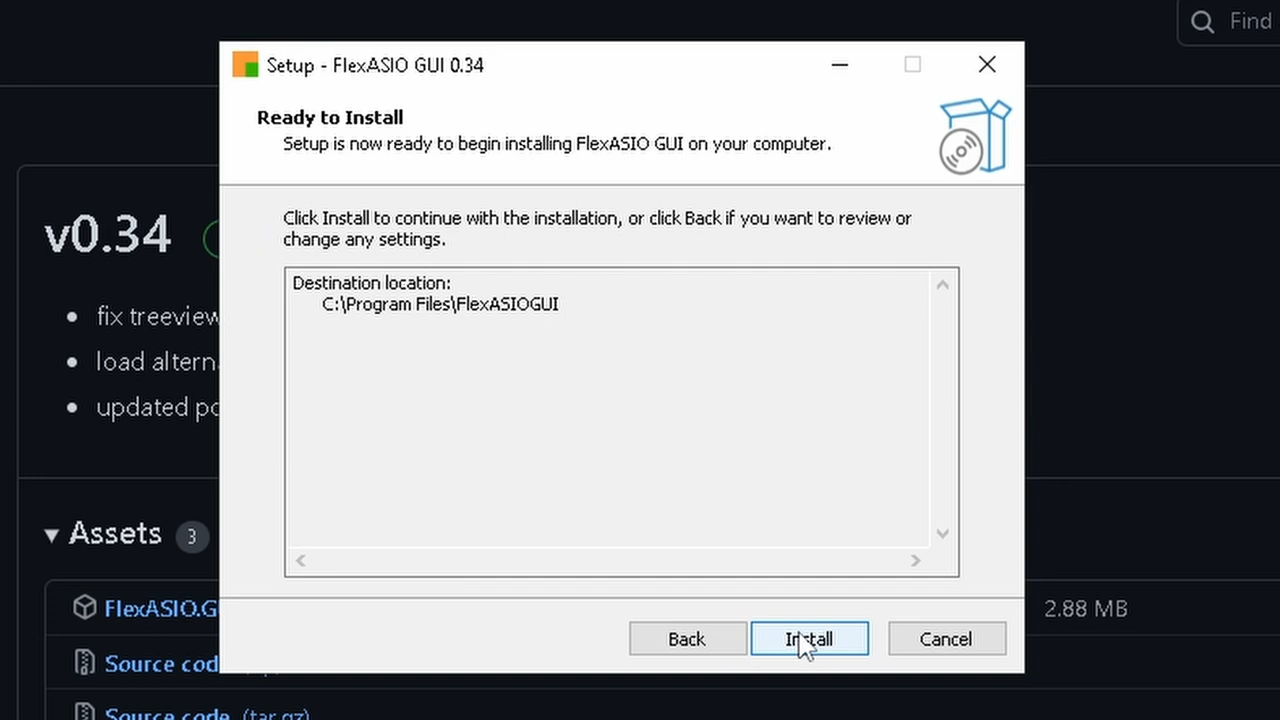 Find
Setup - FlexASIO GUI 0.34
Ready to Install
Setup is now ready to begin installing FlexASIO GUI on your computer.
Click Install to continue with the installation, or click Back if you want to review or
change any settings.
Destination location:
C:\Program Files\FlexASIOGUI
Back
Install
Cancel
v0.34
fix treeview
load altern
updated po
Assets 3
FlexASIO.G
2.88 MB
Source cod
Source code (tar.gz)